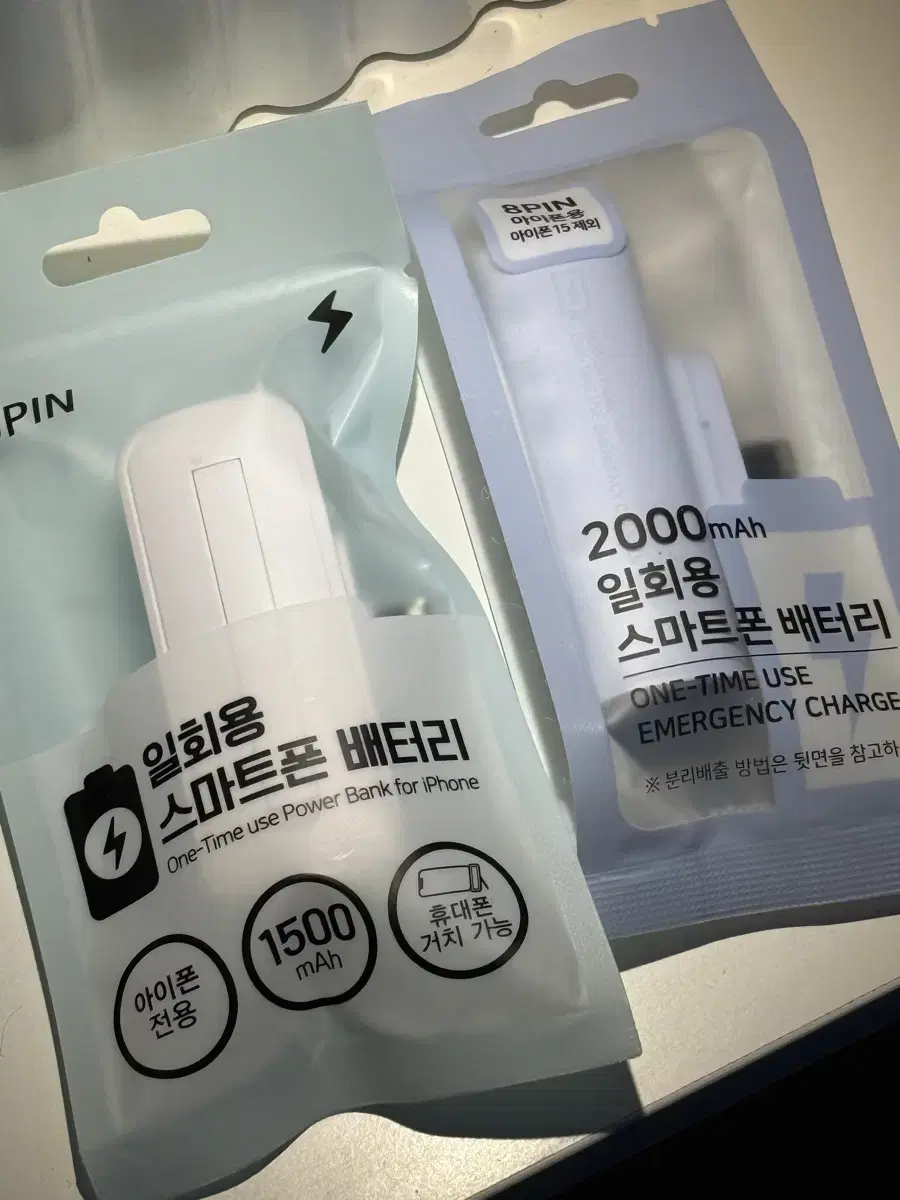 PIN
일회용
스마트폰 배터리
One-Time use Power Bank for iPhone
아이폰
전용
1500
mAh
휴대폰
거치 가능
8PIN
아이폰용
아이폰15 제외
2000mAh
일회용
스마트폰 배터리
ONE-TIME USE
EMERGENCY CHARGE
※ 분리배출 방법은 뒷면을 참고하